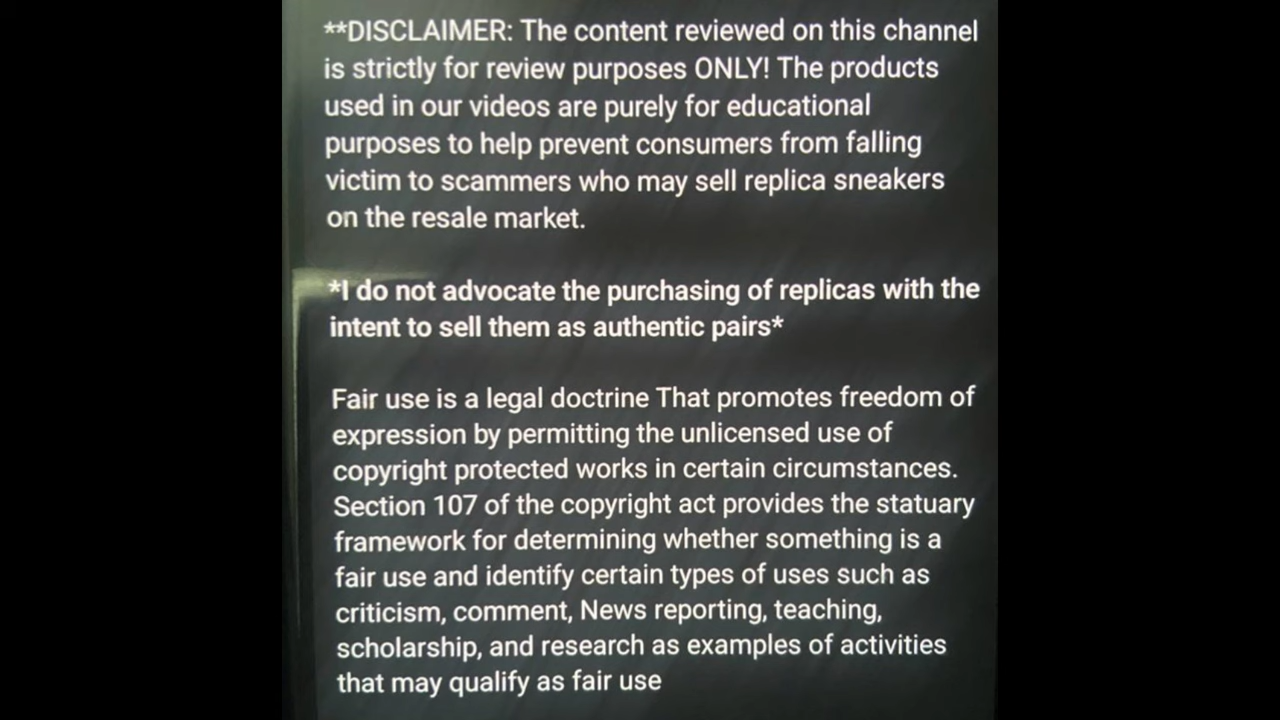 **DISCLAIMER: The content reviewed on this channel
is strictly for review purposes ONLY! The products
used in our videos are purely for educational
purposes to help prevent consumers from falling
victim to scammers who may sell replica sneakers
on the resale market.
*I do not advocate the purchasing of replicas with the
intent to sell them as authentic pairs*
Fair use is a legal doctrine That promotes freedom of
expression by permitting the unlicensed use of
copyright protected works in certain circumstances.
Section 107 of the copyright act provides the statuary
framework for determining whether something is a
fair use and identify certain types of uses such as
criticism, comment, News reporting, teaching,
scholarship, and research as examples of activities
that may qualify as fair use